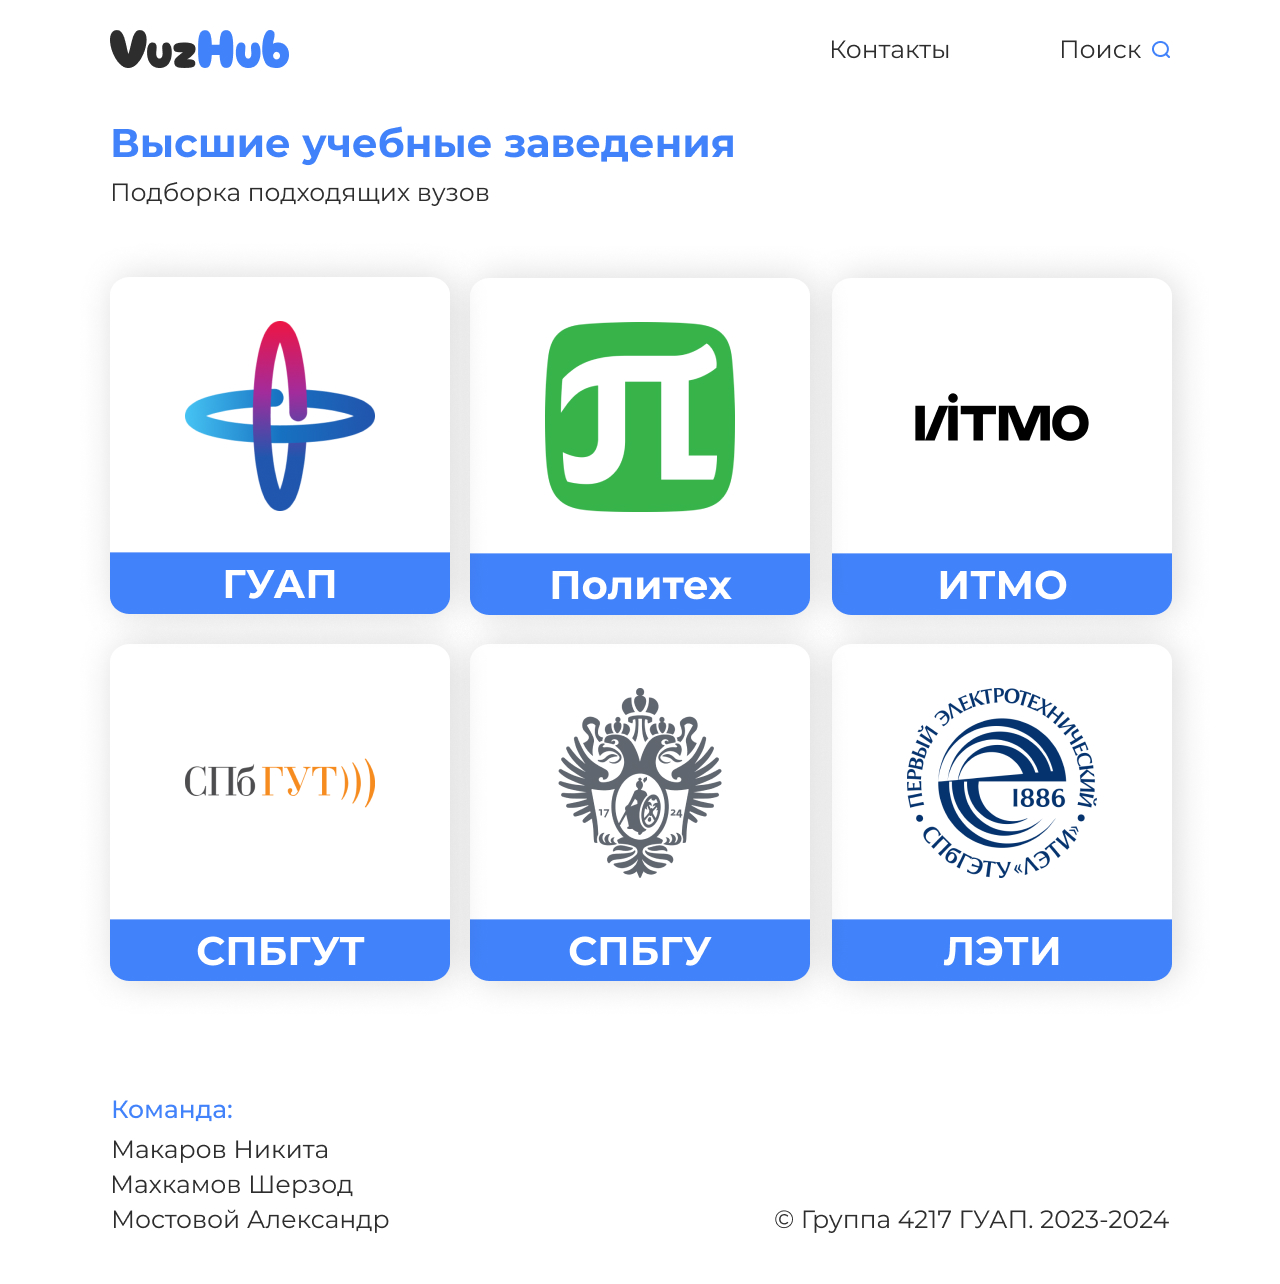 VuzHub
Контакты
Поиск
Высшие учебные заведения
Подборка подходящих вузов
ГУАП
Политех
ИТМО
ИТМО
СПбГУТ)))
17 24
ПЕРВЫЙ ЭЛЕКТРОТЕХНИЧЕСКИЙ
1886
• СПбГЭТУ «ЛЭТИ» •
СПБГУТ
СПБГУ
ЛЭТИ
Команда:
Макаров Никита
Махкамов Шерзод
Мостовой Александр
© Группа 4217 ГУАП. 2023-2024